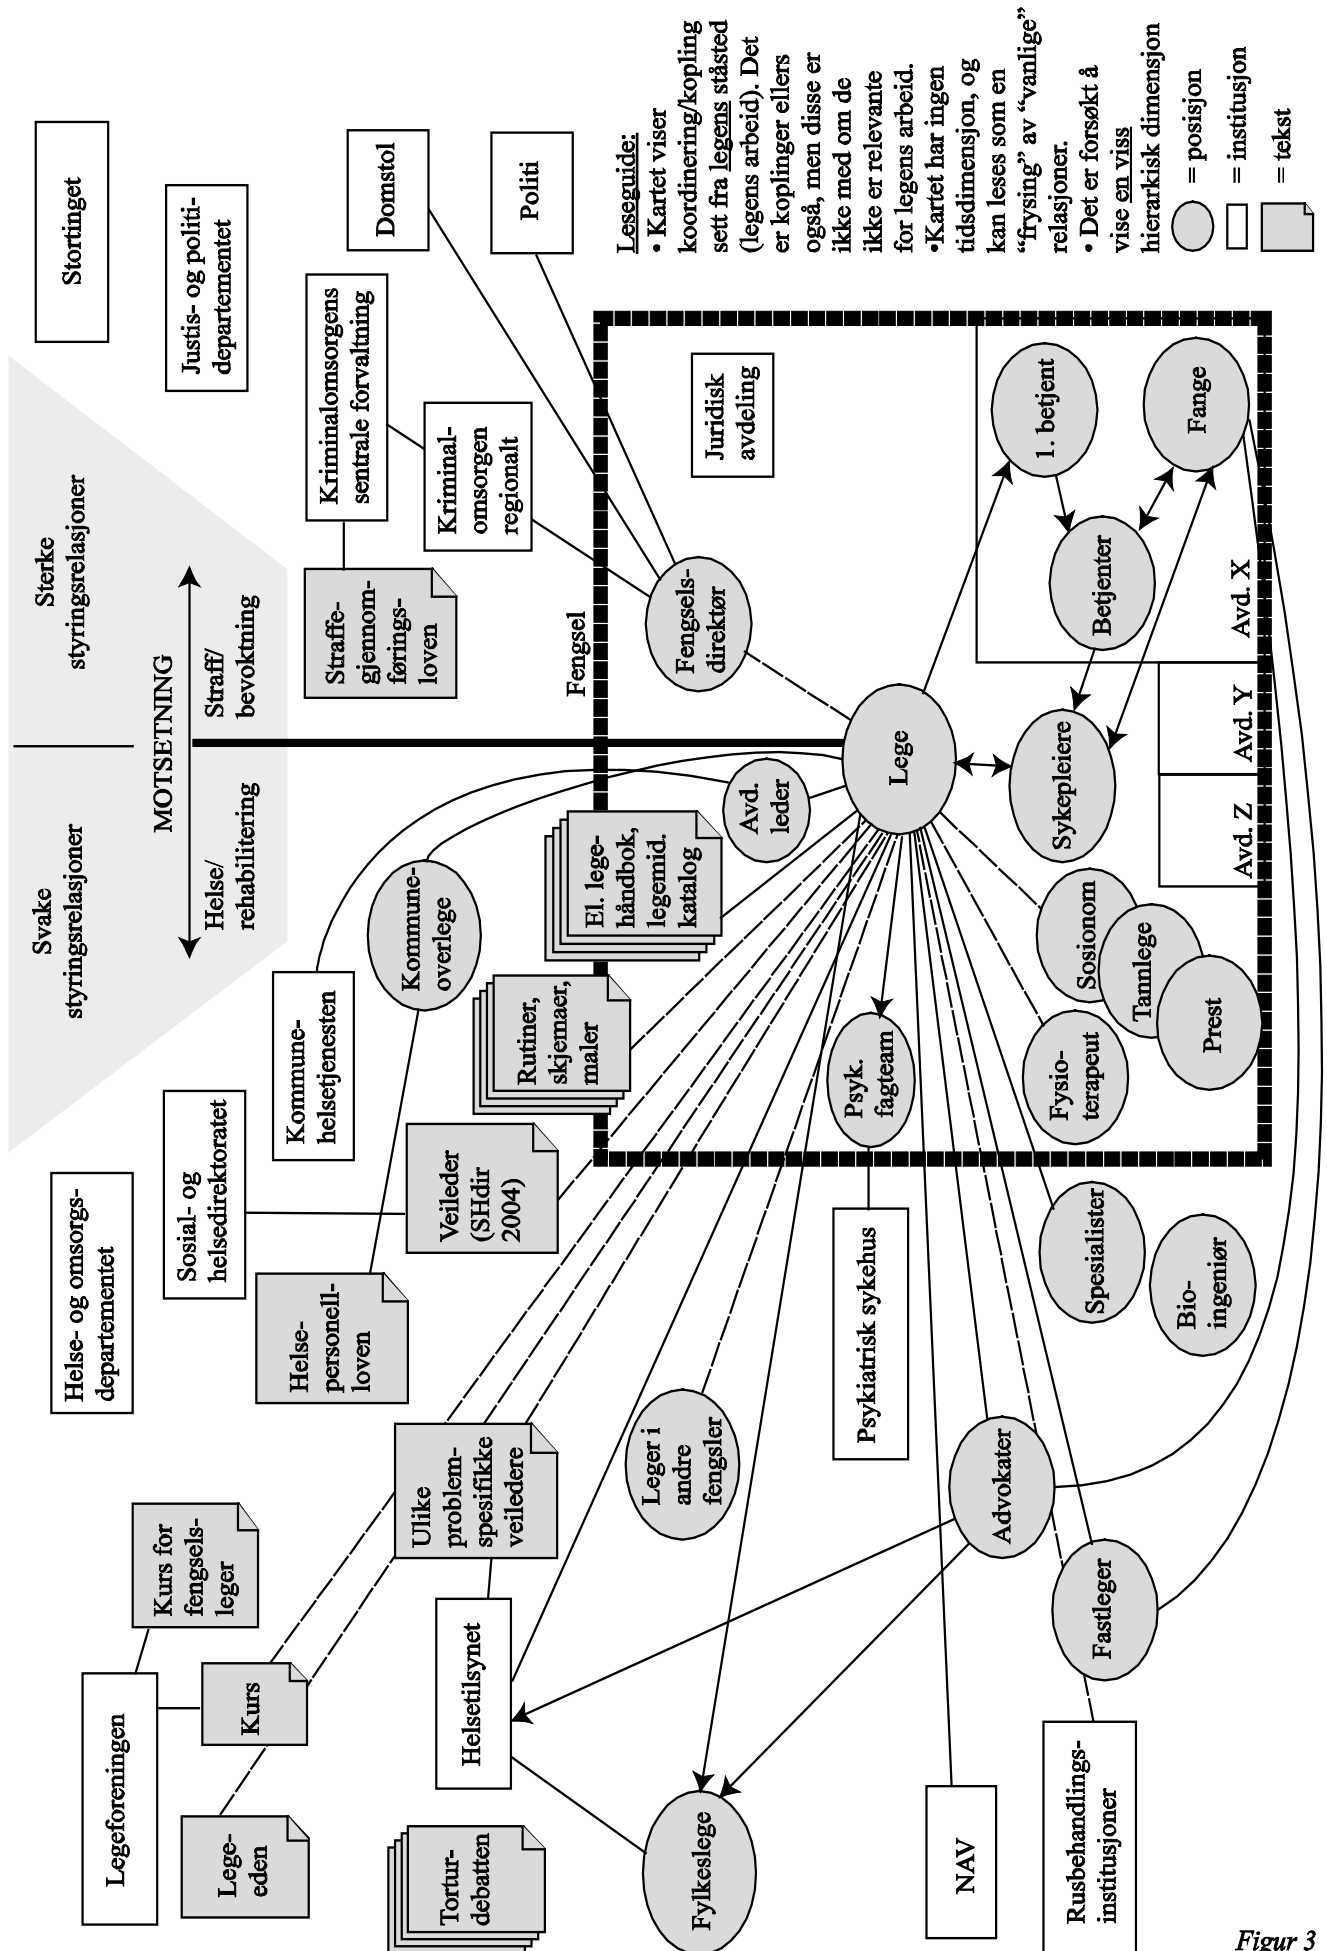 Svake
styringsrelasjoner
Sterke
styringsrelasjoner
MOTSETNING
Helse/
rehabilitering
Straff/
bevoktning
Stortinget
Helse- og omsorgs-
departementet
Justis- og politi-
departementet
Legeforeningen
Kurs for
fengsels-
leger
Sosial- og
helsedirektoratet
Kommune-
helsetjenesten
Lege-
eden
Kurs
Helse-
personell-
loven
Kommune-
overlege
Straffe-
gjennom-
førings-
loven
Kriminalomsorgens
sentrale forvaltning
Domstol
Kriminal-
omsorgen
regionalt
Politi
Tortur-
debatten
Helsetilsynet
Ulike
problem-
spesifikke
veiledere
Veileder
(SHdir
2004)
Rutiner,
skjemaer,
maler
El. lege-
håndbok,
legemid.
katalog
Fengsel
Fengsels-
direktør
Juridisk
avdeling
Avd.
leder
Lege
Fylkeslege
Leger i
andre
fengsler
Psykiatrisk sykehus
Psyk.
fagteam
NAV
Advokater
Rusbehandlings-
institusjoner
Fastleger
Spesialister
Bio-
ingeniør
Fysio-
terapeut
Sosionom
Tannlege
Prest
Sykepleiere
Betjenter
1. betjent
Fange
Avd. Z
Avd. Y
Avd. X
Leseguide:
• Kartet viser
koordinering/kopling
sett fra legens ståsted
(legens arbeid). Det
er koplinger ellers
også, men disse er
ikke med om de
ikke er relevante
for legens arbeid.
•Kartet har ingen
tidsdimensjon, og
kan leses som en
“frysing” av “vanlige”
relasjoner.
• Det er forsøkt å
vise en viss
hierarkisk dimensjon
= posisjon
= institusjon
= tekst
Figur 3